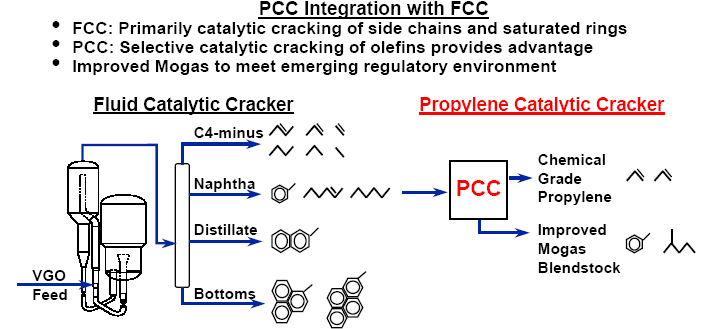 PCC Integration with FCC
• FCC: Primarily catalytic cracking of side chains and saturated rings
• PCC: Selective catalytic cracking of olefins provides advantage
• Improved Mogas to meet emerging regulatory environment
Fluid Catalytic Cracker
Propylene Catalytic Cracker
C4-minus
Naphtha
Distillate
Bottoms
VGO
Feed
PCC
Chemical
Grade
Propylene
Improved
Mogas
Blendstock